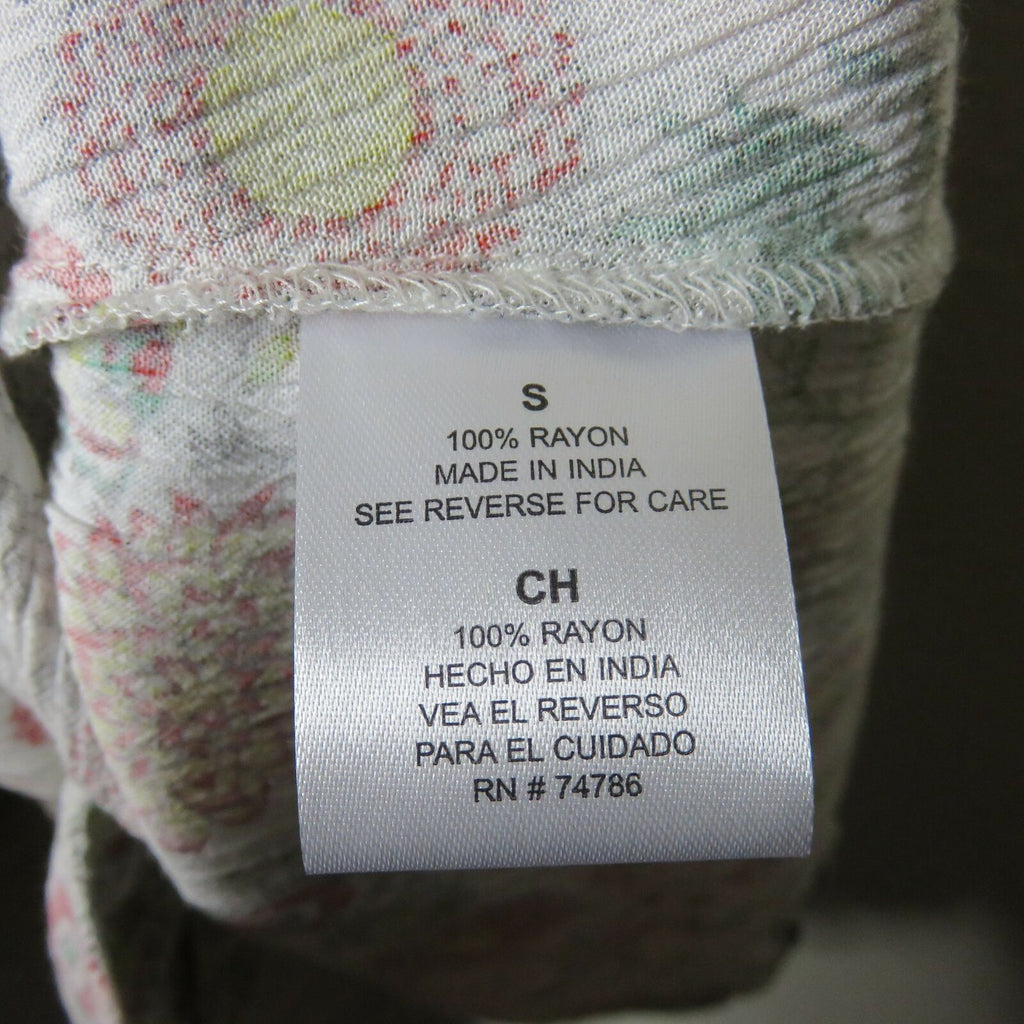 S
100% RAYON
MADE IN INDIA
SEE REVERSE FOR CARE
CH
100% RAYON
HECHO EN INDIA
VEA EL REVERSO
PARA EL CUIDADO
RN # 74786